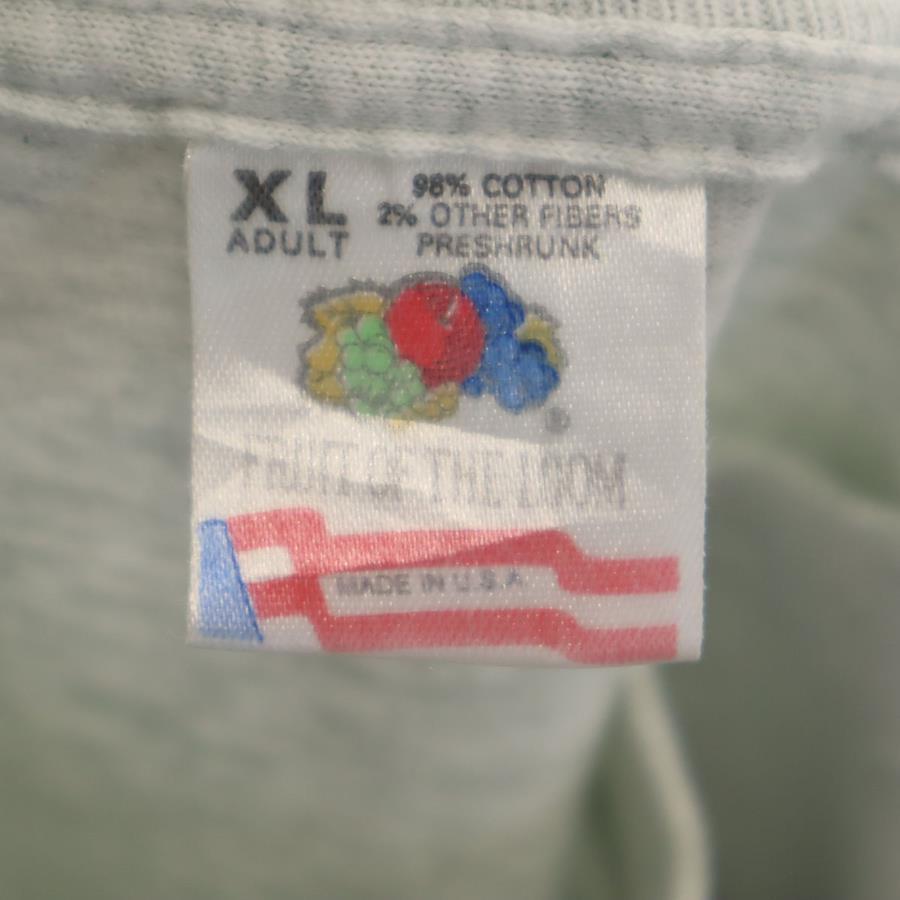 XL
ADULT
98% COTTON
2% OTHER FIBERS
PRESHRUNK
®
FRUIT OF THE LOOM
MADE IN U.S.A